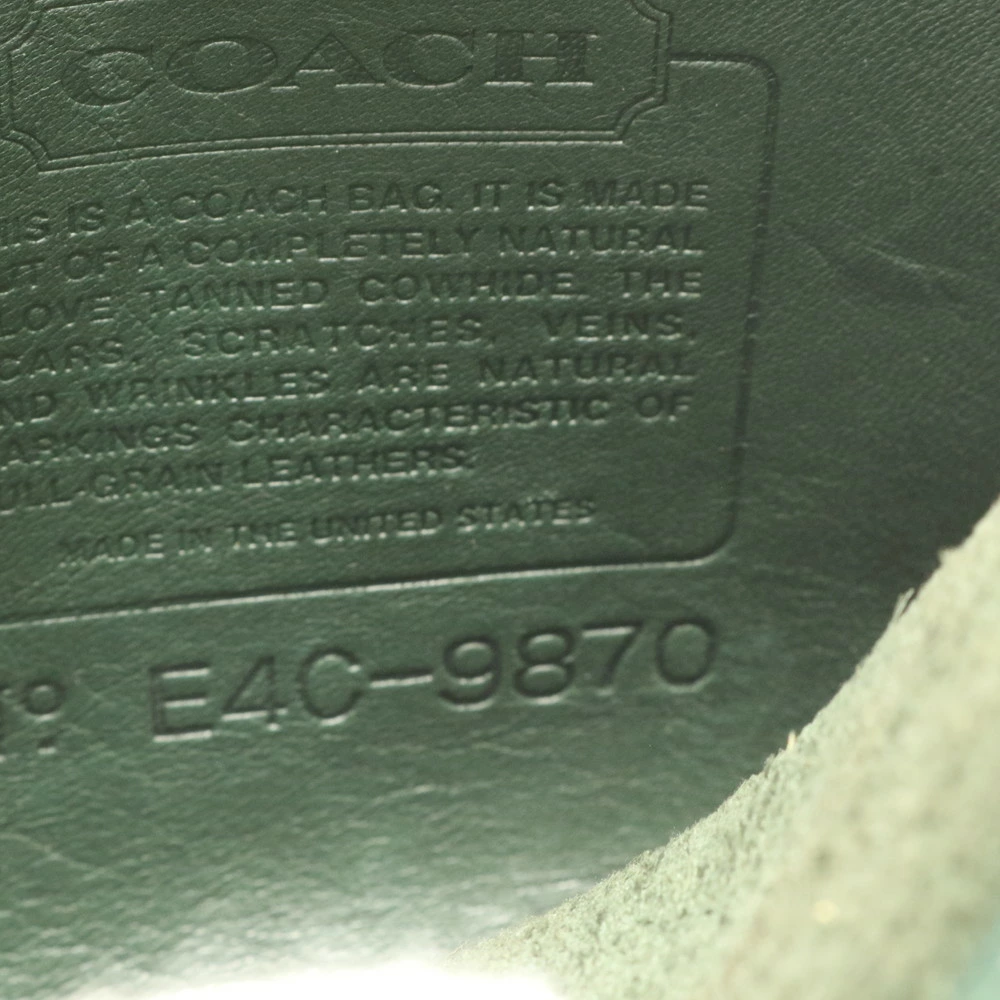 COACH
IS IS A COACH BAG. IT IS MADE
T OF A COMPLETELY NATURAL
LOVE TANNED COWHIDE. THE
CARS, SCRATCHES, VEINS,
ND WRINKLES ARE NATURAL
ARKINGS CHARACTERISTIC OF
ULL-GRAIN LEATHERS.
MADE IN THE UNITED STATES
º E4C-9870